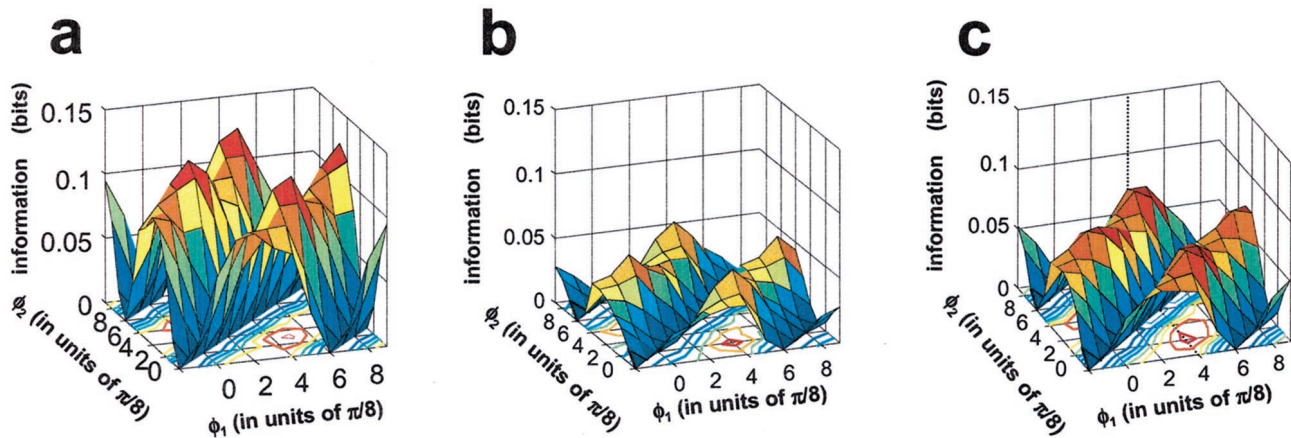 a
b
c
information (bits)
0.15
0.1
0.05
0
8
6
4
2
0
ϕ2 (in units of π/8)
0 2 4 6 8
ϕ1 (in units of π/8)
information (bits)
0.15
0.1
0.05
0
8
6
4
2
0
ϕ2 (in units of π/8)
0 2 4 6 8
ϕ1 (in units of π/8)
information (bits)
0.15
0.1
0.05
0
8
6
4
2
0
ϕ2 (in units of π/8)
0 2 4 6 8
ϕ1 (in units of π/8)